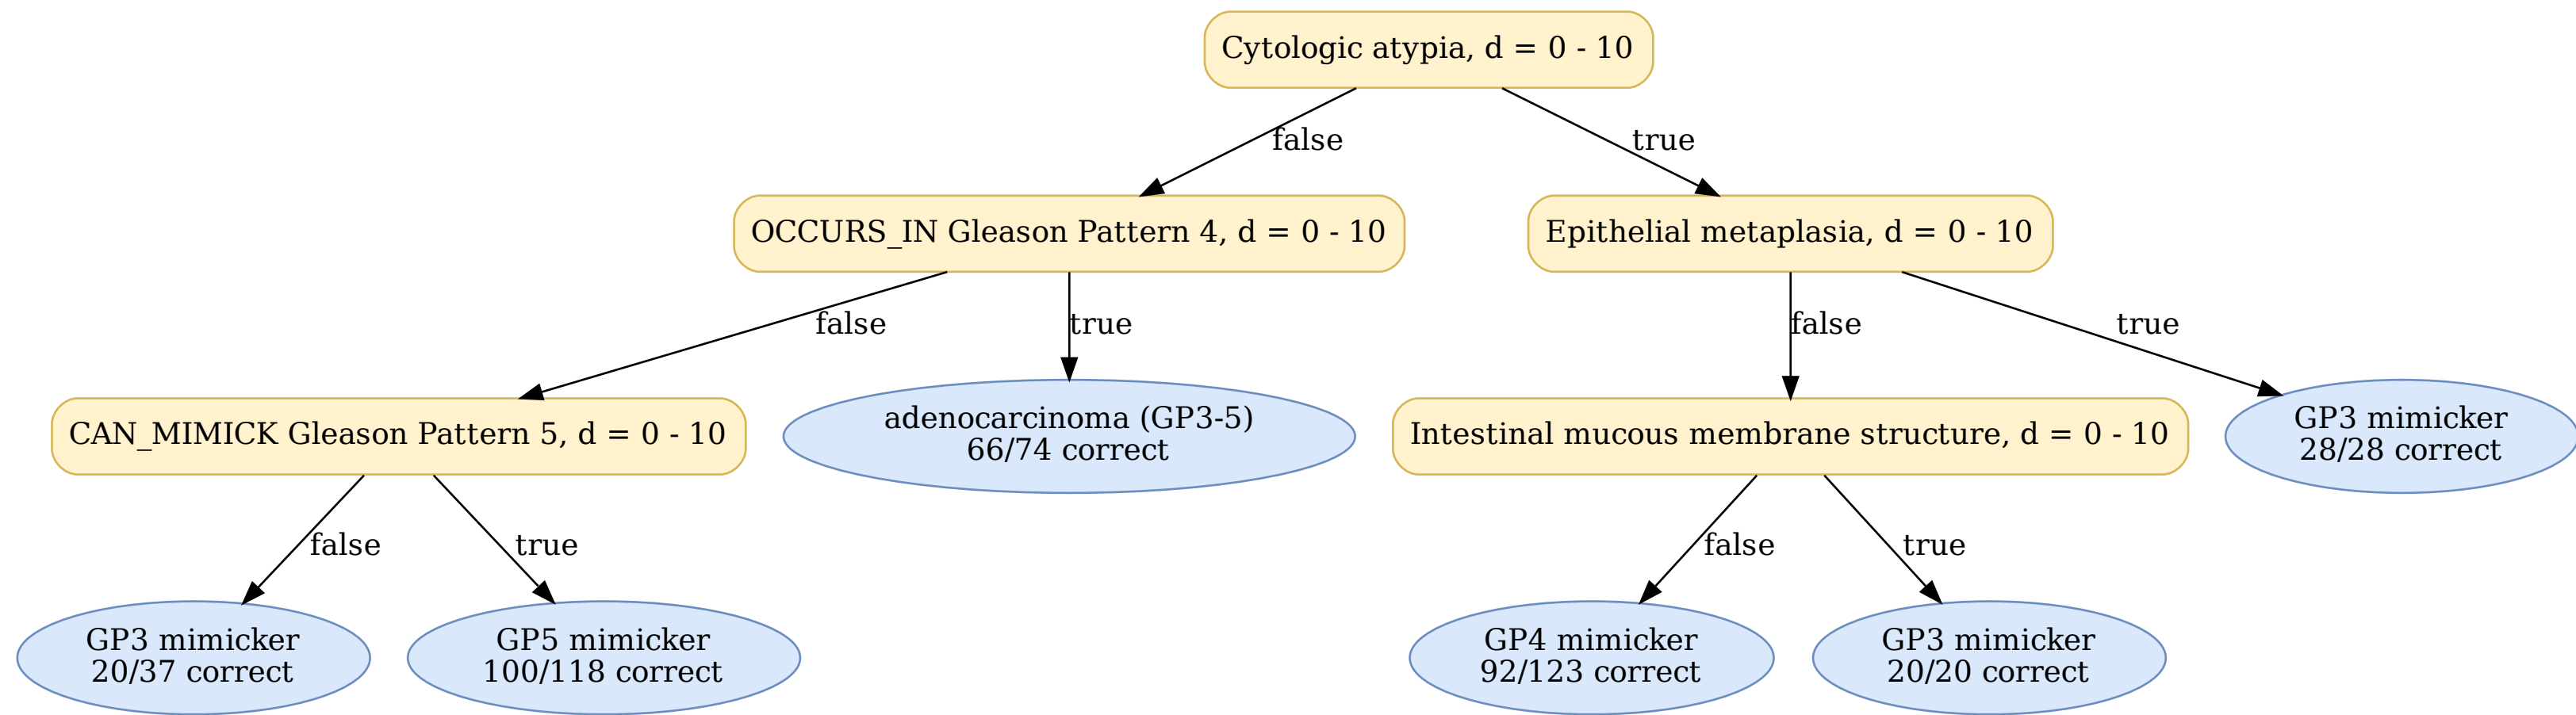 Cytologic atypia, d = 0 - 10
false
true
OCCURS_IN Gleason Pattern 4, d = 0 - 10
Epithelial metaplasia, d = 0 - 10
false
true
false
true
CAN_MIMICK Gleason Pattern 5, d = 0 - 10
adenocarcinoma (GP3-5)
66/74 correct
Intestinal mucous membrane structure, d = 0 - 10
GP3 mimicker
28/28 correct
false
true
false
true
GP3 mimicker
20/37 correct
GP5 mimicker
100/118 correct
GP4 mimicker
92/123 correct
GP3 mimicker
20/20 correct